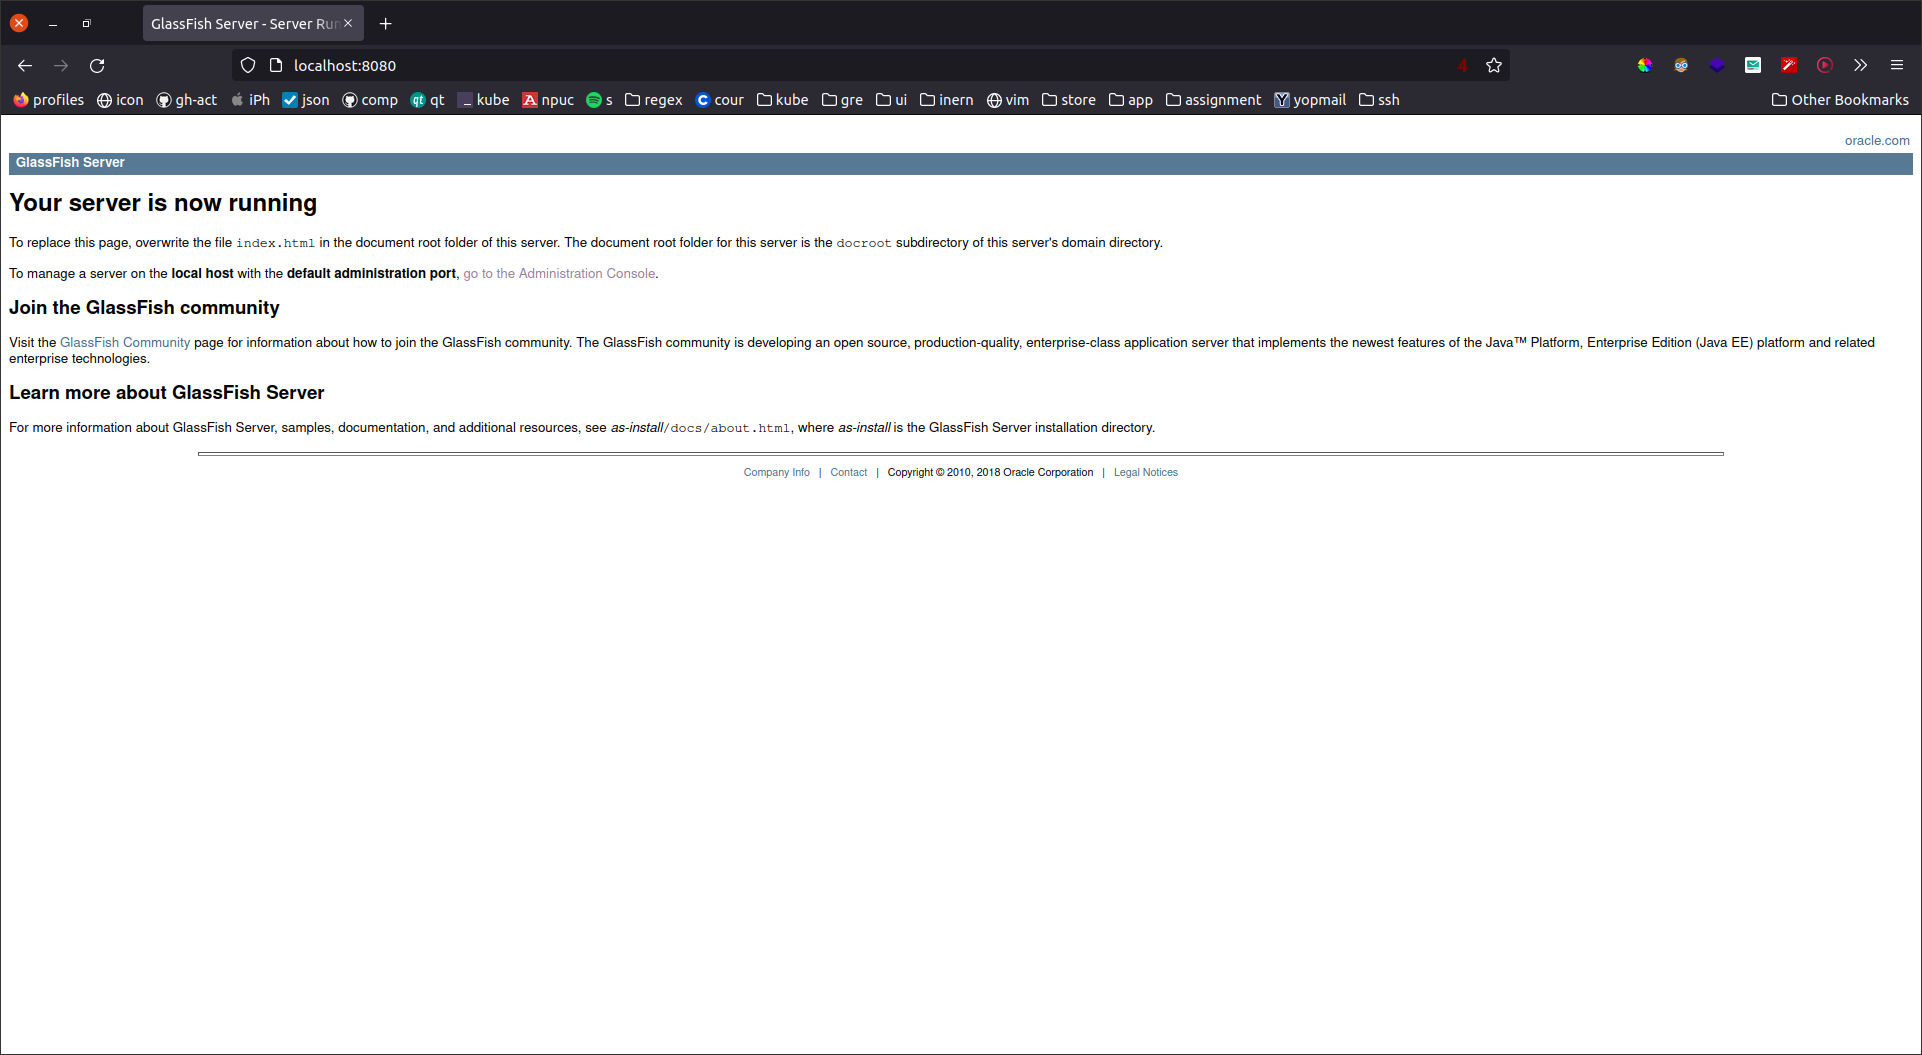 GlassFish Server - Server Run
localhost:8080
4
profiles icon gh-act iPh json comp qt kube npuc s regex cour kube gre ui inern vim store app assignment yopmail ssh Other Bookmarks
oracle.com
GlassFish Server
Your server is now running
To replace this page, overwrite the file index.html in the document root folder of this server. The document root folder for this server is the docroot subdirectory of this server's domain directory.
To manage a server on the local host with the default administration port, go to the Administration Console.
Join the GlassFish community
Visit the GlassFish Community page for information about how to join the GlassFish community. The GlassFish community is developing an open source, production-quality, enterprise-class application server that implements the newest features of the Java™ Platform, Enterprise Edition (Java EE) platform and related
enterprise technologies.
Learn more about GlassFish Server
For more information about GlassFish Server, samples, documentation, and additional resources, see as-install/docs/about.html, where as-install is the GlassFish Server installation directory.
Company Info | Contact | Copyright © 2010, 2018 Oracle Corporation | Legal Notices